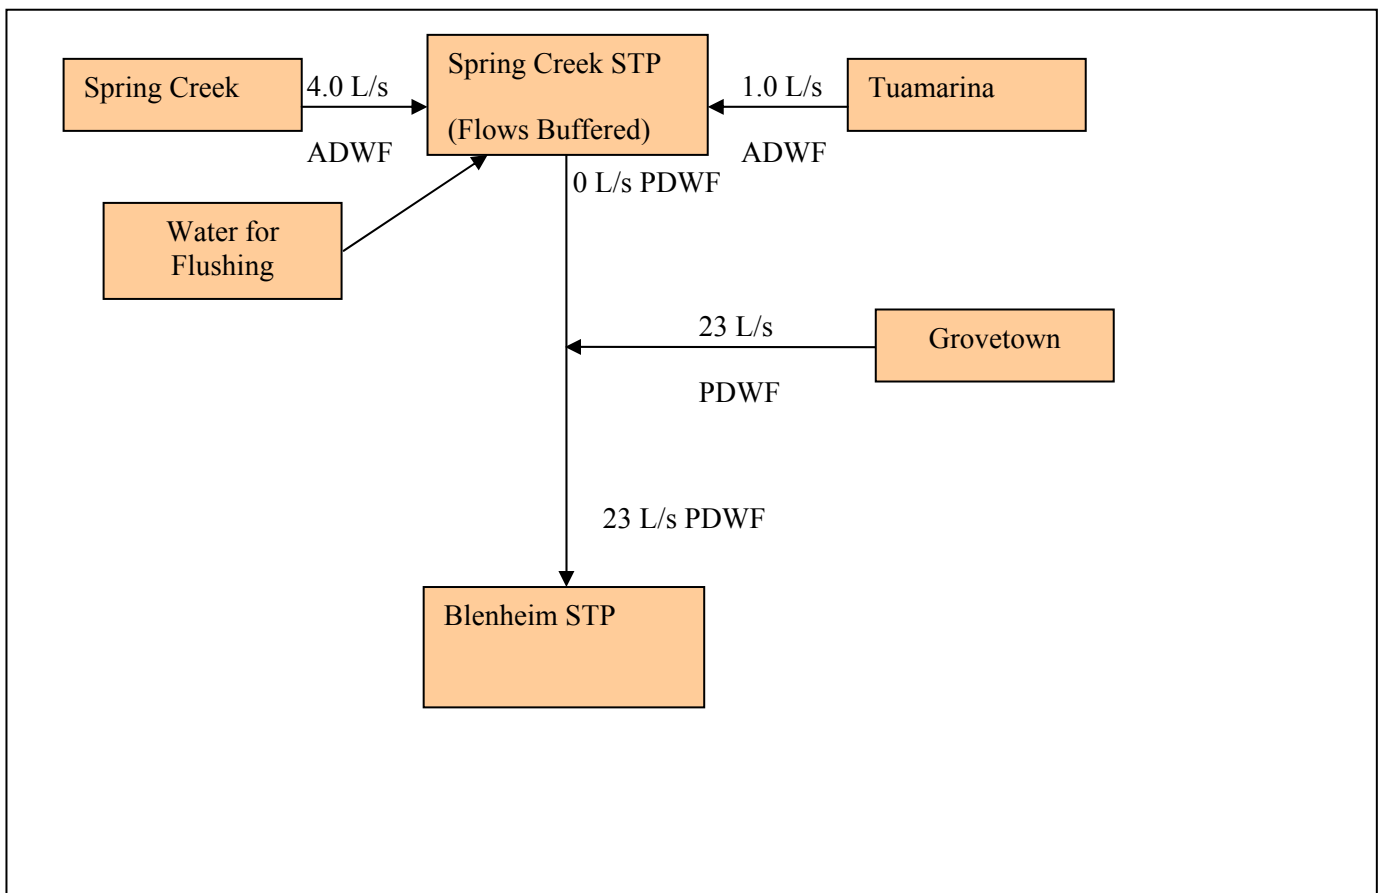 Spring Creek
4.0 L/s
ADWF
Spring Creek STP
(Flows Buffered)
1.0 L/s
ADWF
Tuamarina
Water for
Flushing
0 L/s PDWF
23 L/s
PDWF
Grovetown
23 L/s PDWF
Blenheim STP